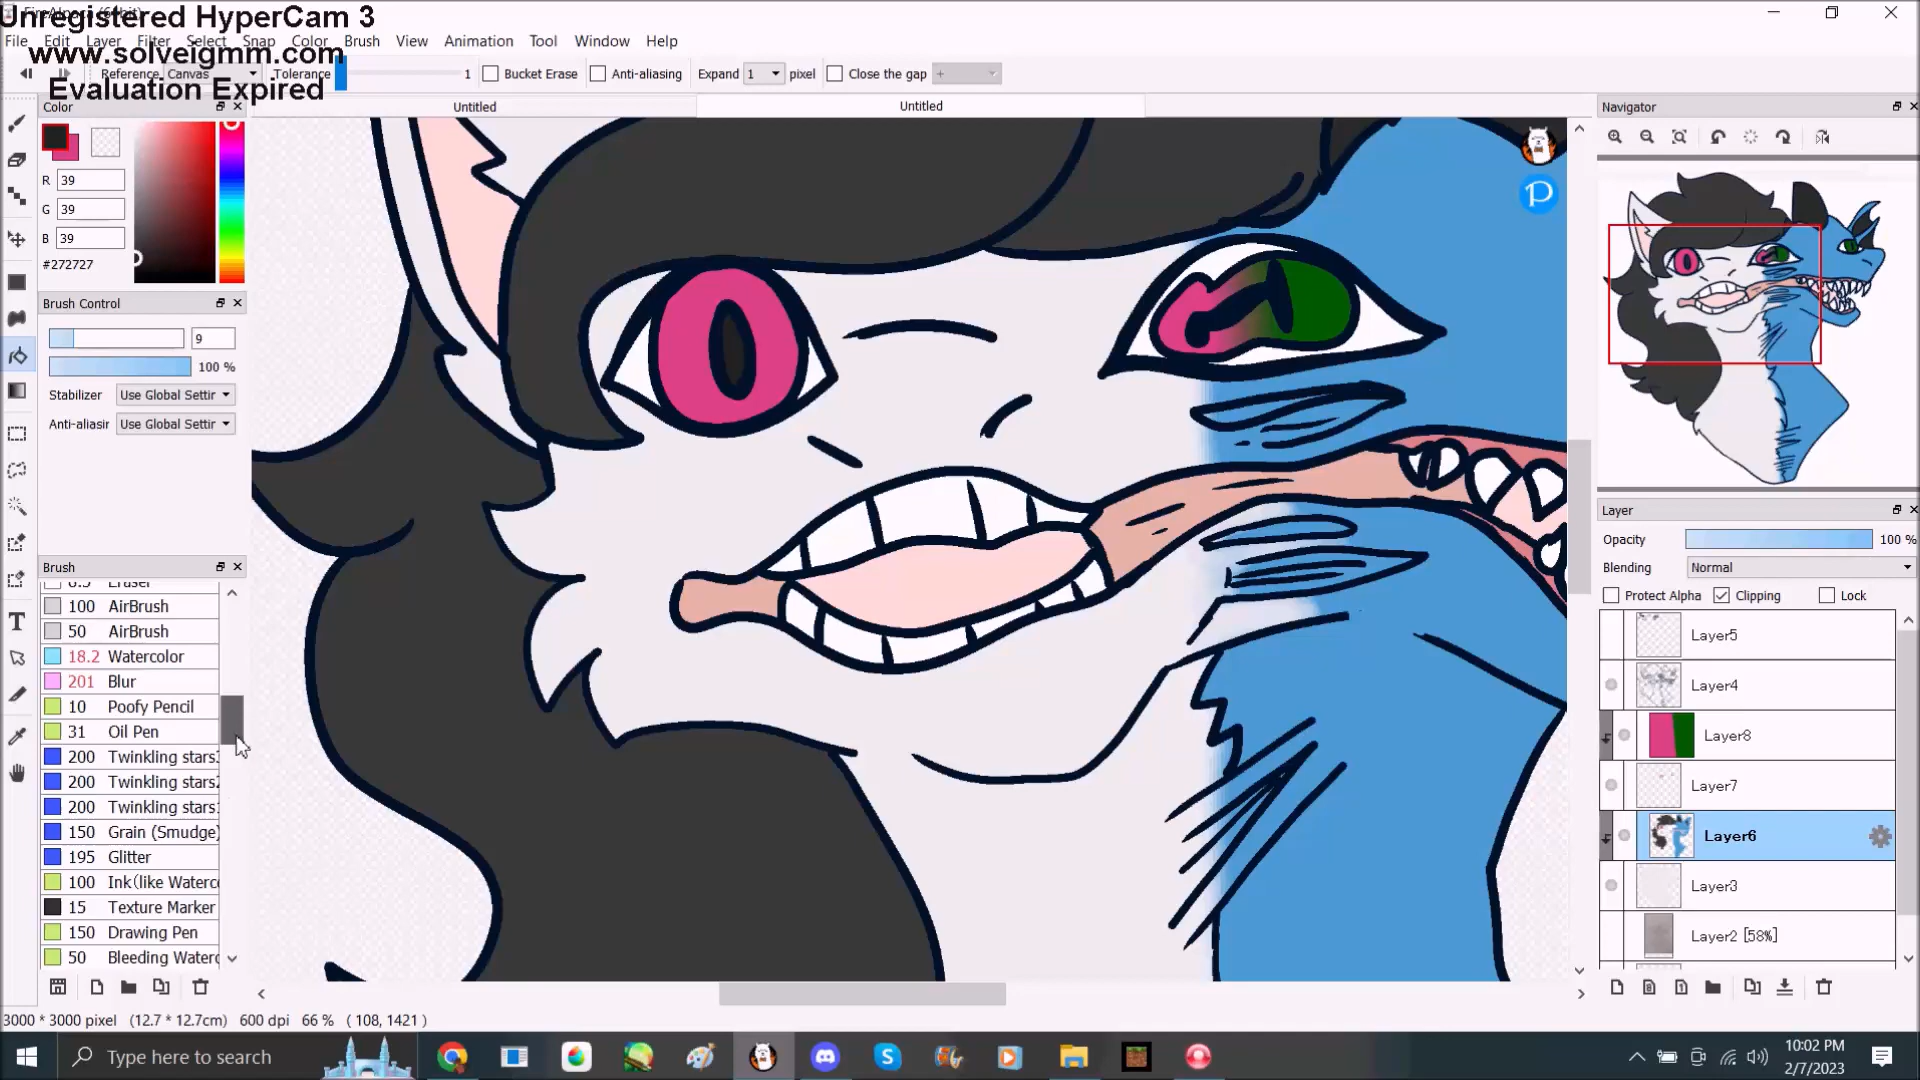 Unregistered HyperCam 3
www.solveigmm.com
Evaluation Expired
File Edit Layer Filter Select Snap Color Brush View Animation Tool Window Help
Reference Canvas Tolerance 1 Bucket Erase Anti-aliasing Expand 1 pixel Close the gap +
Color
Untitled
Untitled
Navigator
R 39
G 39
B 39
#272727
Brush Control
9
100 %
Stabilizer Use Global Settir
Anti-aliasir Use Global Settir
Brush
8.5 Eraser
100 AirBrush
50 AirBrush
18.2 Watercolor
201 Blur
10 Poofy Pencil
31 Oil Pen
200 Twinkling stars3
200 Twinkling stars2
200 Twinkling stars1
150 Grain (Smudge)
195 Glitter
100 Ink(like Waterc
15 Texture Marker
150 Drawing Pen
50 Bleeding Waterc
Layer
Opacity 100 %
Blending Normal
Protect Alpha Clipping Lock
Layer5
Layer4
Layer8
Layer7
Layer6
Layer3
Layer2 [58%]
3000 * 3000 pixel (12.7 * 12.7cm) 600 dpi 66 % ( 108, 1421 )
Type here to search
10:02 PM
2/7/2023